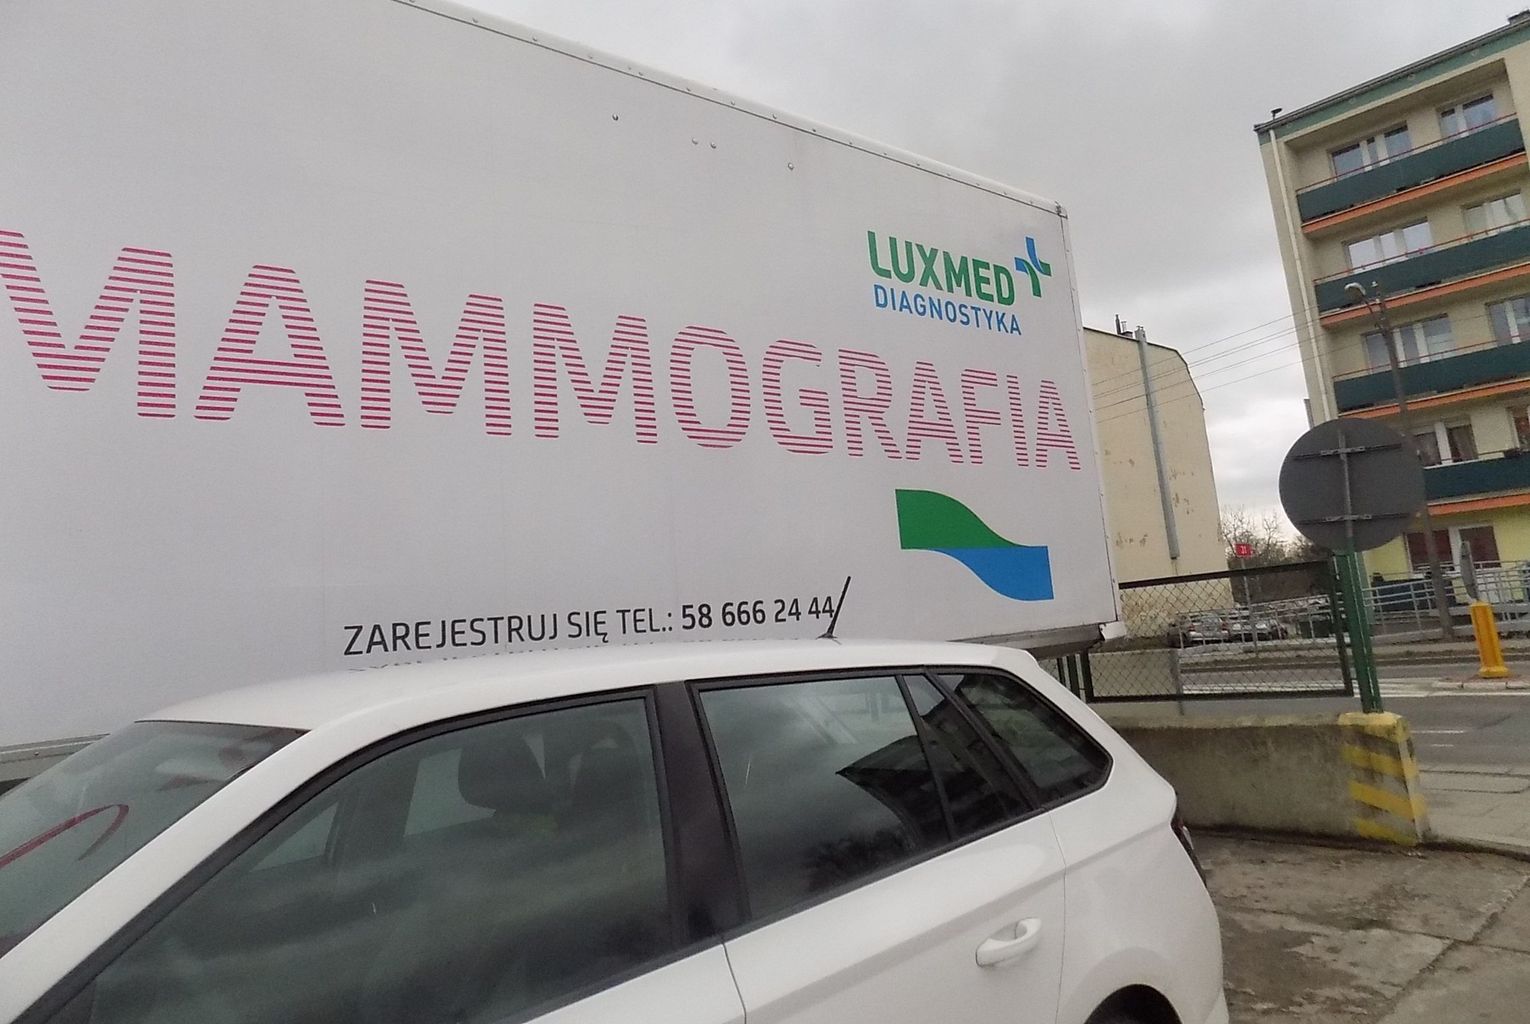 LUXMED
DIAGNOSTYKA
MAMMOGRAFIA
ZAREJESTRUJ SIĘ TEL.: 58 666 24 44